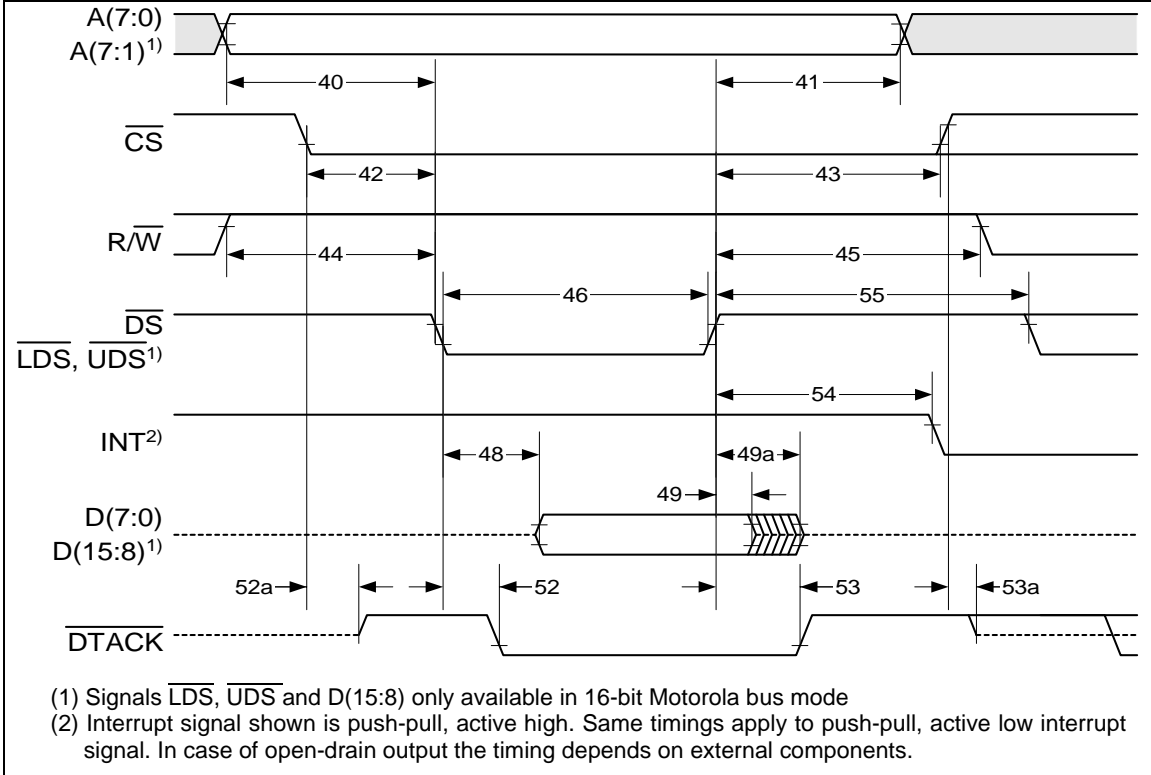 A(7:0)
A(7:1)1)
40
41
CS
42
43
R/W
44
45
46
55
DS
LDS, UDS1)
54
INT2)
48
49a
49
D(7:0)
D(15:8)1)
52a
52
53
53a
DTACK
(1) Signals LDS, UDS and D(15:8) only available in 16-bit Motorola bus mode
(2) Interrupt signal shown is push-pull, active high. Same timings apply to push-pull, active low interrupt
signal. In case of open-drain output the timing depends on external components.